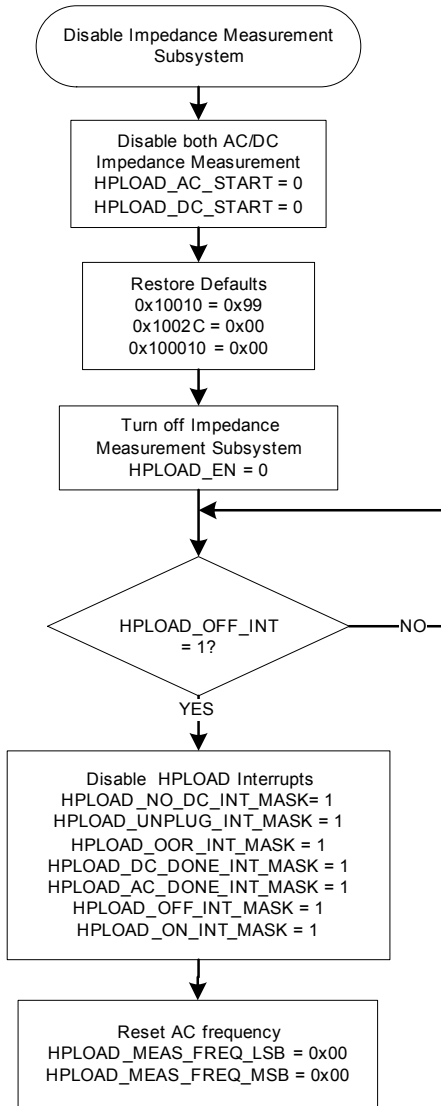 Disable Impedance Measurement
Subsystem
Disable both AC/DC
Impedance Measurement
HPLOAD_AC_START = 0
HPLOAD_DC_START = 0
Restore Defaults
0x10010 = 0x99
0x1002C = 0x00
0x100010 = 0x00
Turn off Impedance
Measurement Subsystem
HPLOAD_EN = 0
HPLOAD_OFF_INT
= 1?
NO
YES
Disable HPLOAD Interrupts
HPLOAD_NO_DC_INT_MASK= 1
HPLOAD_UNPLUG_INT_MASK = 1
HPLOAD_OOR_INT_MASK = 1
HPLOAD_DC_DONE_INT_MASK = 1
HPLOAD_AC_DONE_INT_MASK = 1
HPLOAD_OFF_INT_MASK = 1
HPLOAD_ON_INT_MASK = 1
Reset AC frequency
HPLOAD_MEAS_FREQ_LSB = 0x00
HPLOAD_MEAS_FREQ_MSB = 0x00